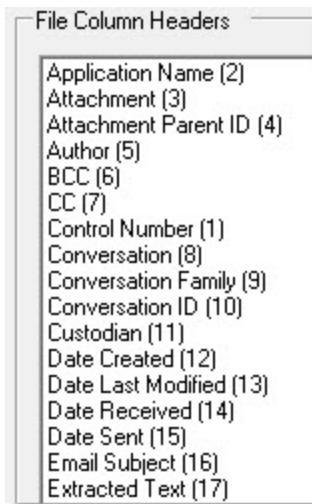 File Column Headers
Application Name (2)
Attachment (3)
Attachment Parent ID (4)
Author (5)
BCC (6)
CC (7)
Control Number (1)
Conversation (8)
Conversation Family (9)
Conversation ID (10)
Custodian (11)
Date Created (12)
Date Last Modified (13)
Date Received (14)
Date Sent (15)
Email Subject (16)
Extracted Text (17)